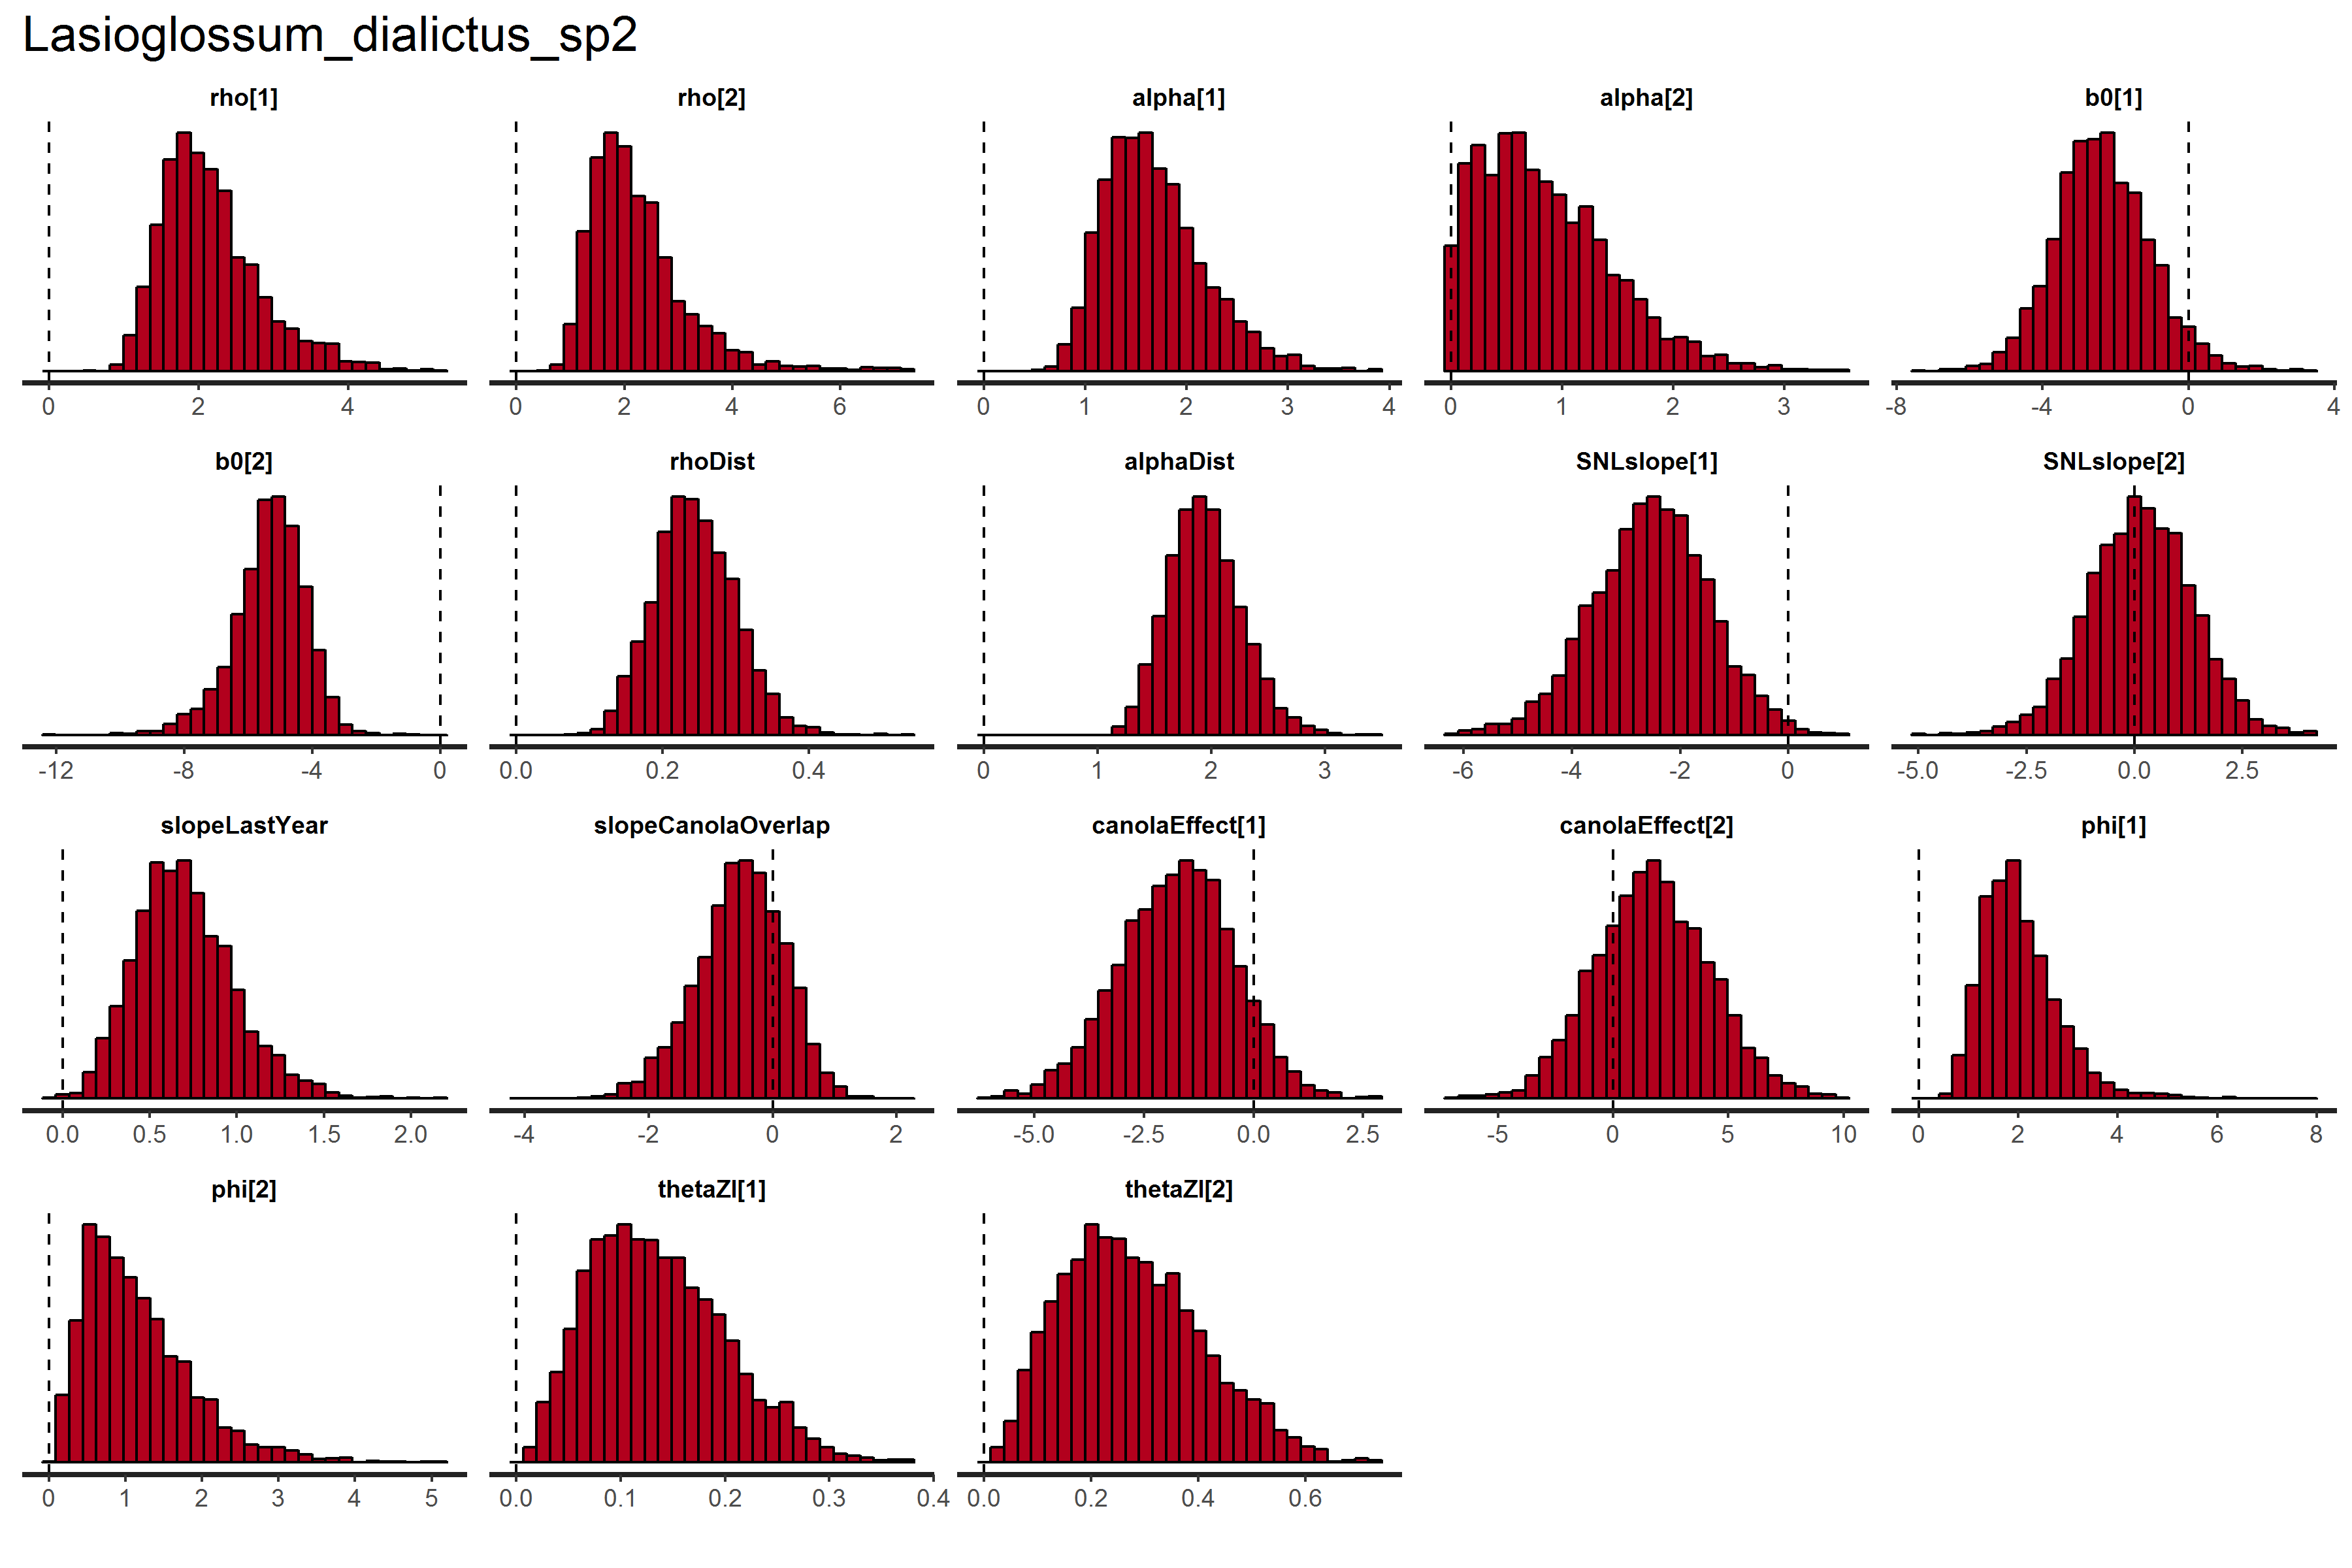 Lasioglossum_dialictus_sp2
rho[1] rho[2] alpha[1] alpha[2] b0[1]
0 2 4 0 2 4 6 0 1 2 3 4 0 1 2 3 -8 -4 0 4
b0[2] rhoDist alphaDist SNLslope[1] SNLslope[2]
-12 -8 -4 0 0.0 0.2 0.4 0 1 2 3 -6 -4 -2 0 -5.0 -2.5 0.0 2.5
slopeLastYear slopeCanolaOverlap canolaEffect[1] canolaEffect[2] phi[1]
0.0 0.5 1.0 1.5 2.0 -4 -2 0 2 -5.0 -2.5 0.0 2.5 -5 0 5 10 0 2 4 6 8
phi[2] thetaZI[1] thetaZI[2]
0 1 2 3 4 5 0.0 0.1 0.2 0.3 0.4 0.0 0.2 0.4 0.6